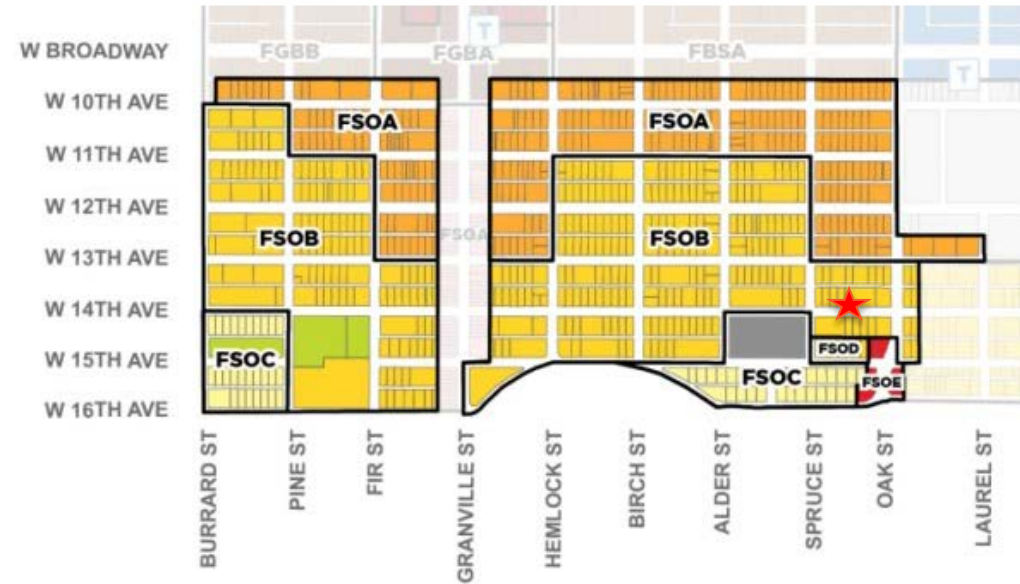 W BROADWAY
FGBB
FGBA
T
FBSA
T
W 10TH AVE
FSOA
FSOA
W 11TH AVE
W 12TH AVE
FSOB
FSOA
FSOB
W 13TH AVE
W 14TH AVE
FSOD
W 15TH AVE
FSOC
FSOC
FSOE
W 16TH AVE
BURRARD ST
PINE ST
FIR ST
GRANVILLE ST
HEMLOCK ST
BIRCH ST
ALDER ST
SPRUCE ST
OAK ST
LAUREL ST